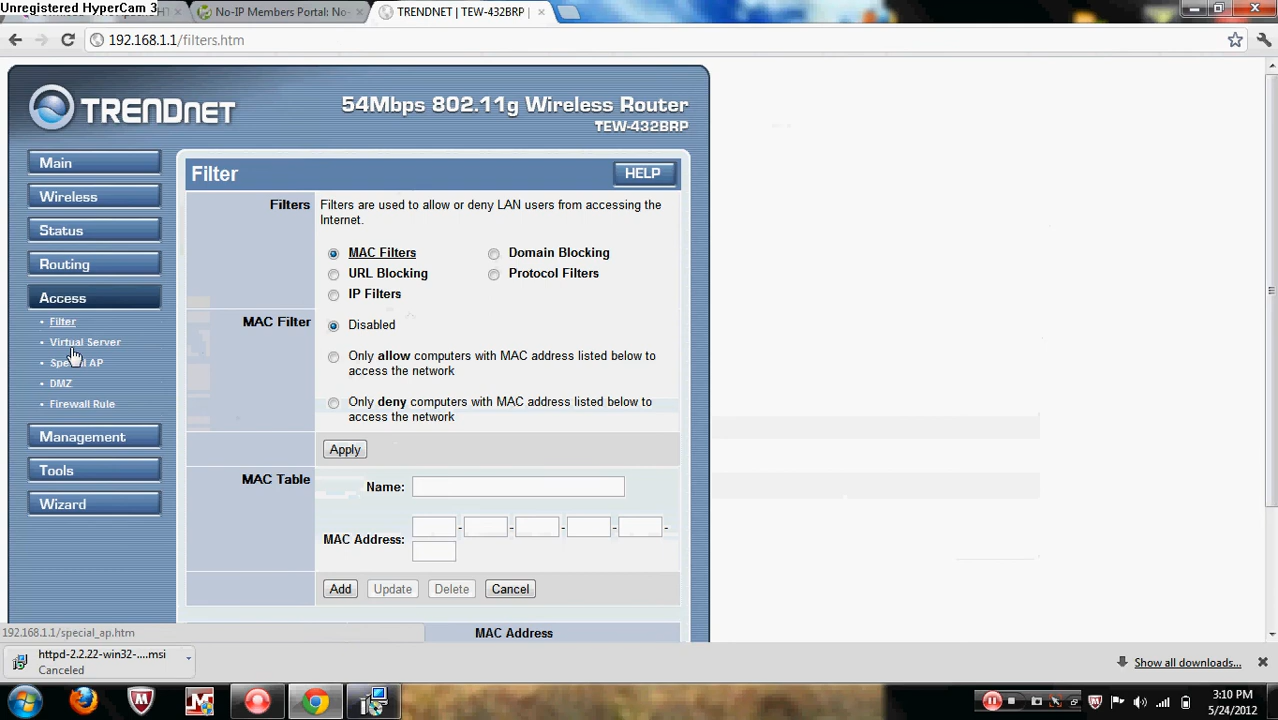 Unregistered HyperCam 3
No-IP Members Portal: No-
TRENDNET | TEW-432BRP |
192.168.1.1/filters.htm
TRENDNET
54Mbps 802.11g Wireless Router
TEW-432BRP
Main
Wireless
Status
Routing
Access
Filter
Virtual Server
Special AP
DMZ
Firewall Rule
Management
Tools
Wizard
Filter
HELP
Filters
Filters are used to allow or deny LAN users from accessing the
Internet.
MAC Filters
Domain Blocking
URL Blocking
Protocol Filters
IP Filters
MAC Filter
Disabled
Only allow computers with MAC address listed below to
access the network
Only deny computers with MAC address listed below to
access the network
Apply
MAC Table
Name:
MAC Address:
- - - - -
Add Update Delete Cancel
MAC Address
192.168.1.1/special_ap.htm
httpd-2.2.22-win32-....msi
Canceled
Show all downloads...
3:10 PM
5/24/2012